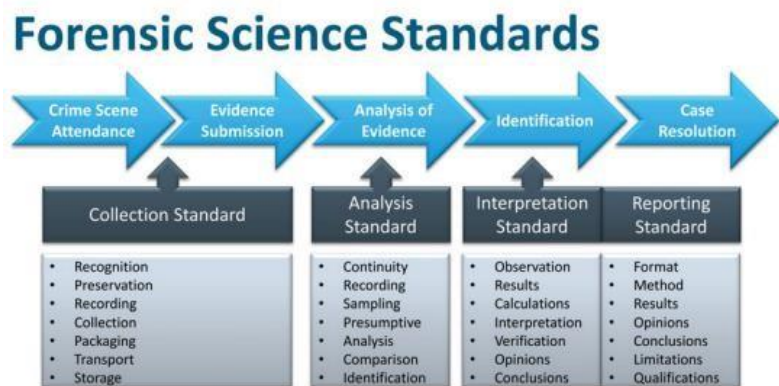 Forensic Science Standards
Crime Scene
Attendance
Evidence
Submission
Analysis of
Evidence
Identification
Case
Resolution
Collection Standard
• Recognition
• Preservation
• Recording
• Collection
• Packaging
• Transport
• Storage
Analysis
Standard
• Continuity
• Recording
• Sampling
• Presumptive
• Analysis
• Comparison
• Identification
Interpretation
Standard
• Observation
• Results
• Calculations
• Interpretation
• Verification
• Opinions
• Conclusions
Reporting
Standard
• Format
• Method
• Results
• Opinions
• Conclusions
• Limitations
• Qualifications